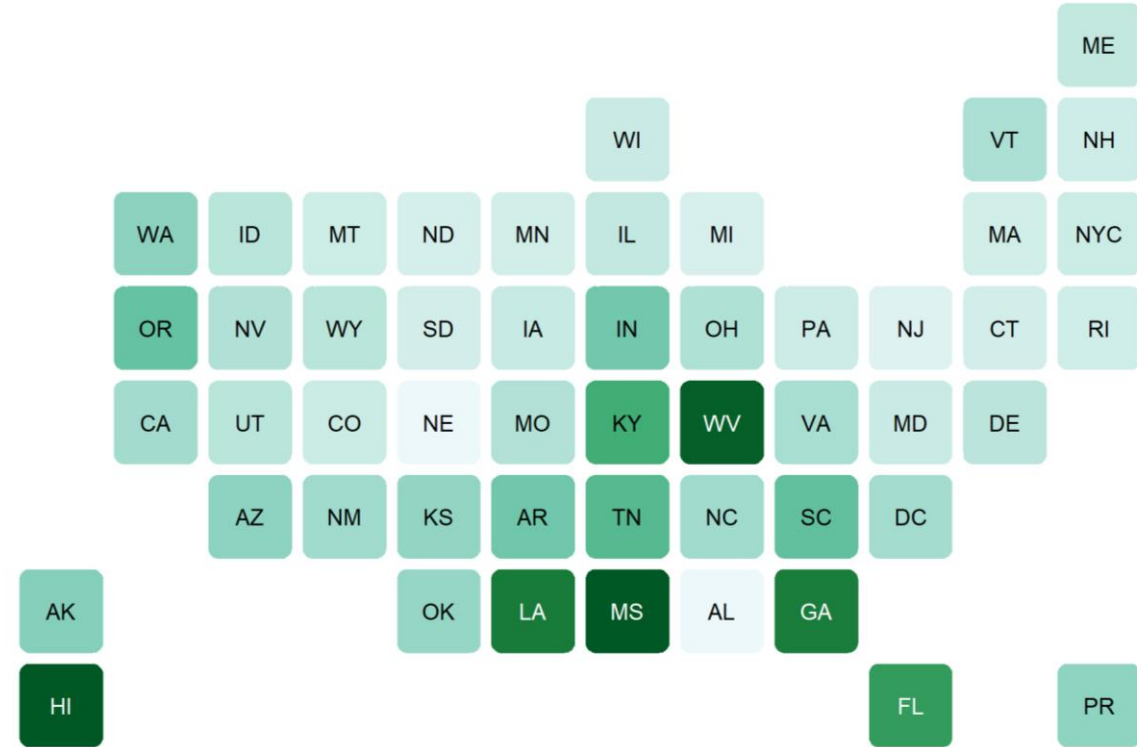 ME
WI VT NH
WA ID MT ND MN IL MI MA NYC
OR NV WY SD IA IN OH PA NJ CT RI
CA UT CO NE MO KY WV VA MD DE
AZ NM KS AR TN NC SC DC
AK OK LA MS AL GA
HI FL PR